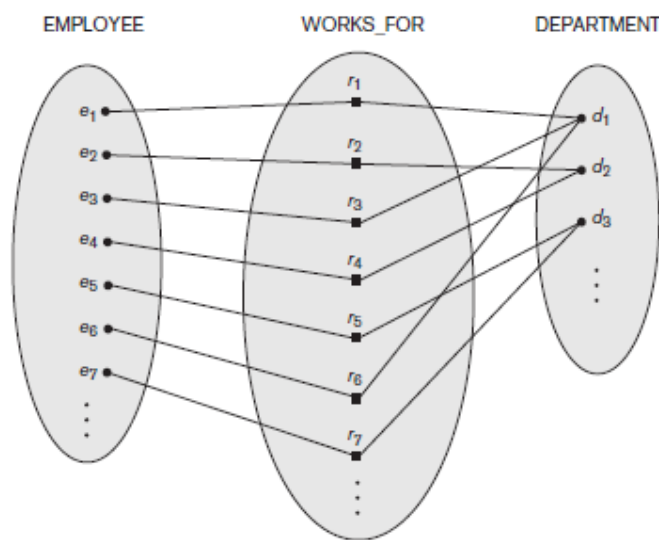 EMPLOYEE WORKS_FOR DEPARTMENT
e1
e2
e3
e4
e5
e6
e7
r1
r2
r3
r4
r5
r6
r7
d1
d2
d3